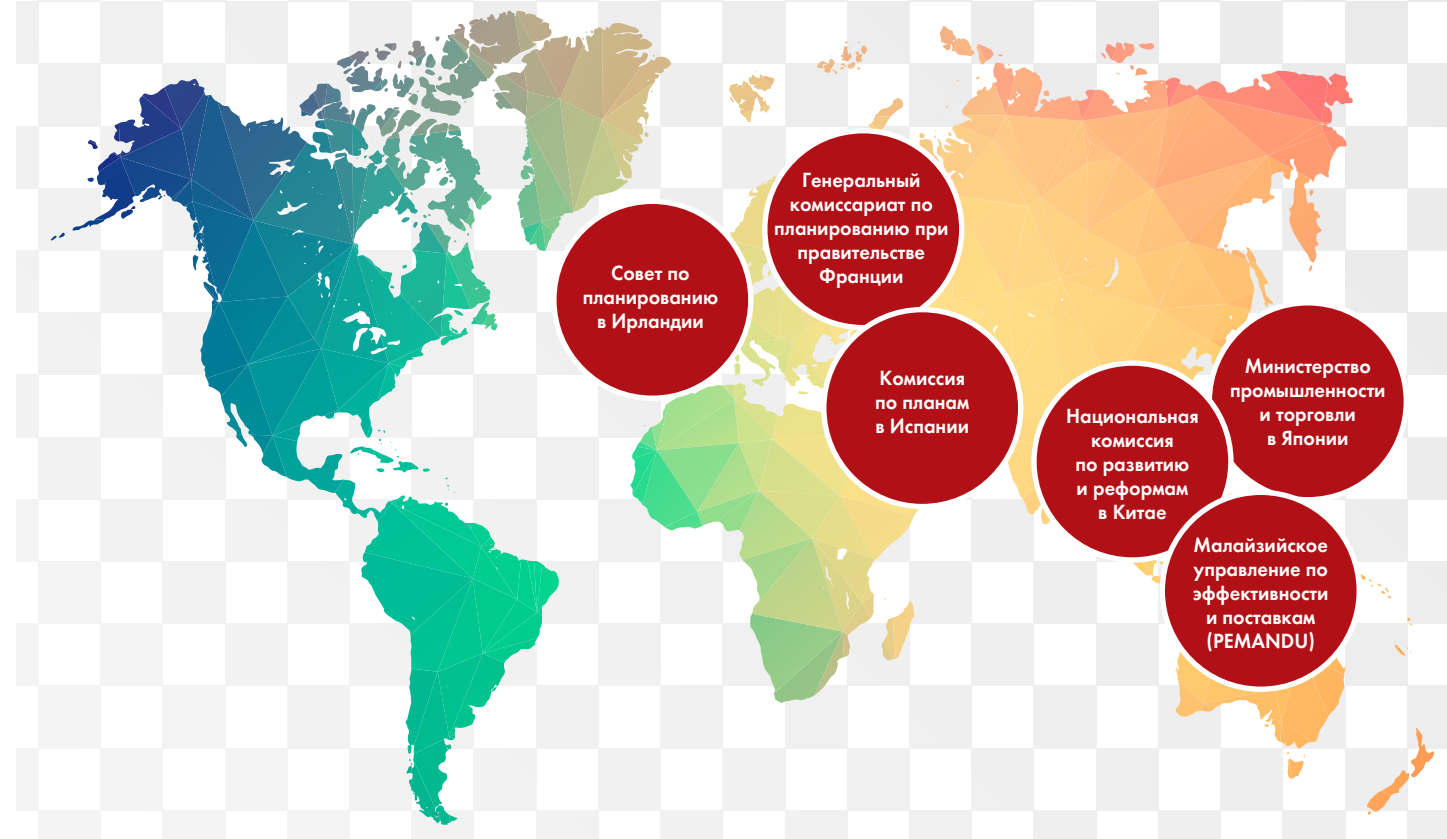 Генеральный
комиссариат по
планированию при
правительстве
Франции
Совет по
планированию
в Ирландии
Комиссия
по планам
в Испании
Министерство
промышленности
и торговли
в Японии
Национальная
комиссия
по развитию
и реформам
в Китае
Малайзийское
управление по
эффективности
и поставкам
(PEMANDU)